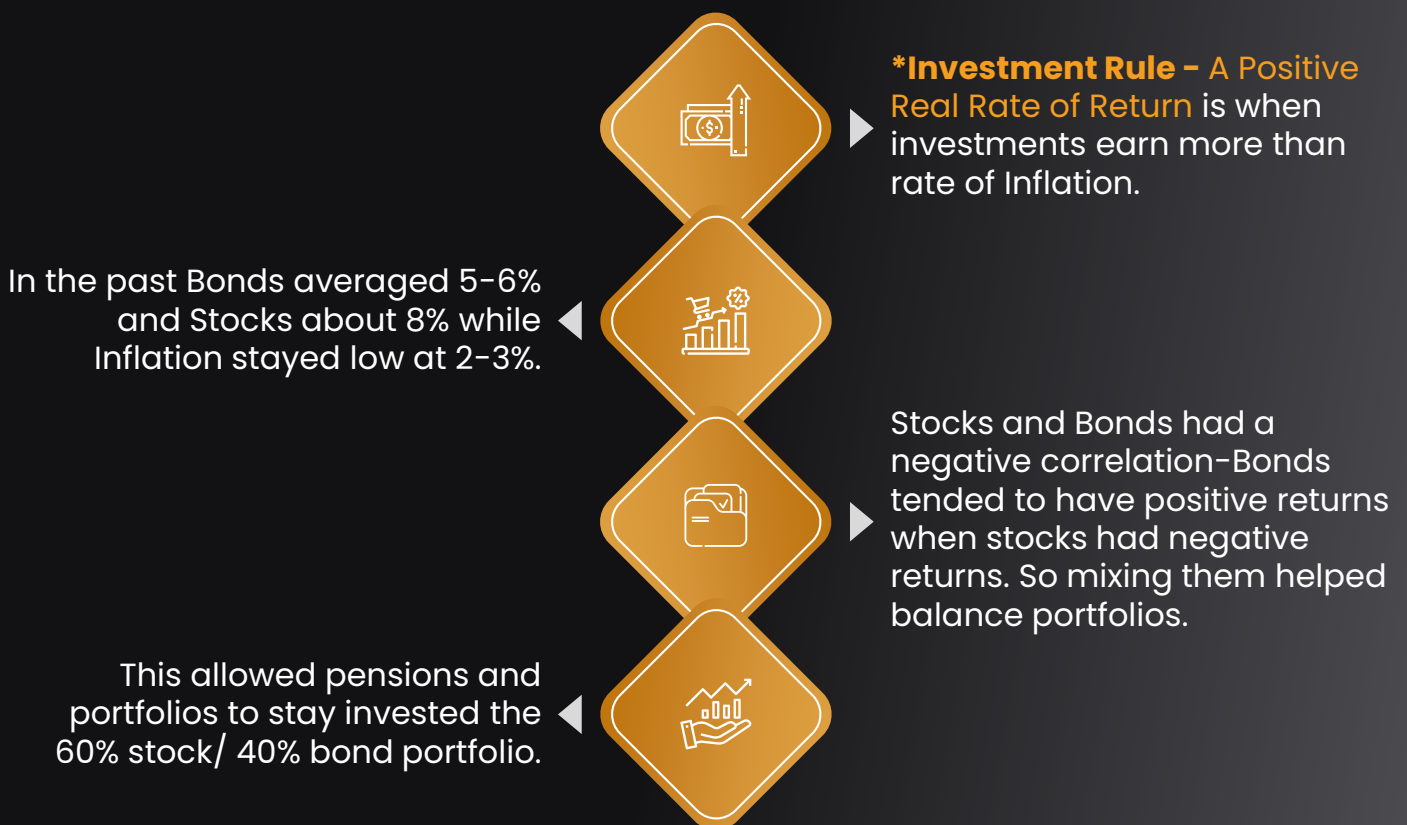 *Investment Rule - A Positive
Real Rate of Return is when
investments earn more than
rate of Inflation.
In the past Bonds averaged 5-6%
and Stocks about 8% while
Inflation stayed low at 2-3%.
Stocks and Bonds had a
negative correlation-Bonds
tended to have positive returns
when stocks had negative
returns. So mixing them helped
balance portfolios.
This allowed pensions and
portfolios to stay invested the
60% stock/ 40% bond portfolio.